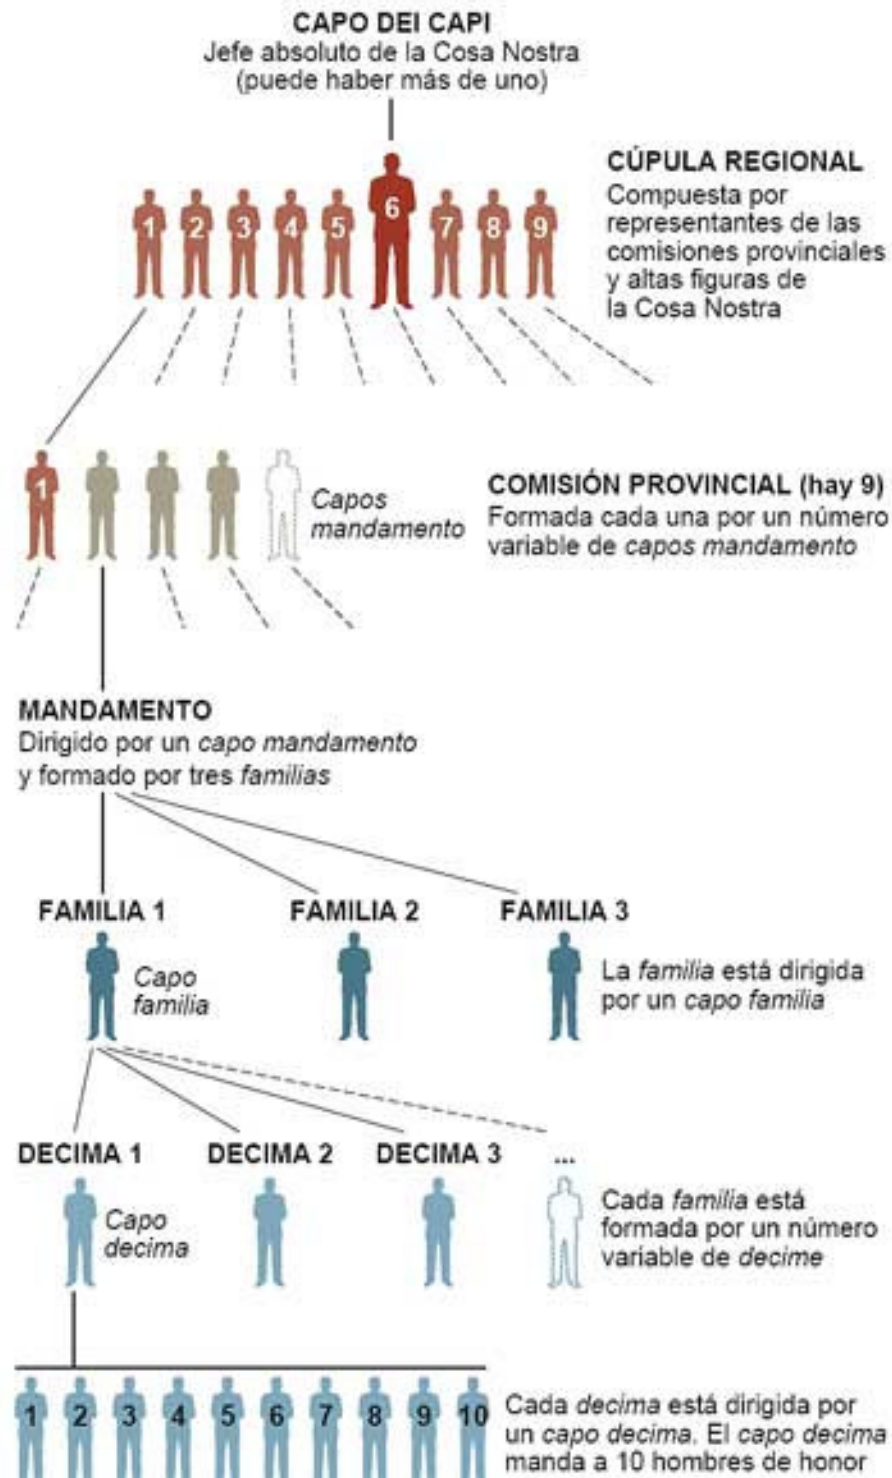 CAPO DEI CAPI
Jefe absoluto de la Cosa Nostra
(puede haber más de uno)
1 2 3 4 5 6 7 8 9
CÚPULA REGIONAL
Compuesta por
representantes de las
comisiones provinciales
y altas figuras de
la Cosa Nostra
1
Capos
mandamento
COMISIÓN PROVINCIAL (hay 9)
Formada cada una por un número
variable de capos mandamento
MANDAMENTO
Dirigido por un capo mandamento
y formado por tres familias
FAMILIA 1 FAMILIA 2 FAMILIA 3
Capo
familia
La familia está dirigida
por un capo familia
DECIMA 1 DECIMA 2 DECIMA 3 ...
Capo
decima
Cada familia está
formada por un número
variable de decime
1 2 3 4 5 6 7 8 9 10
Cada decima está dirigida por
un capo decima. El capo decima
manda a 10 hombres de honor